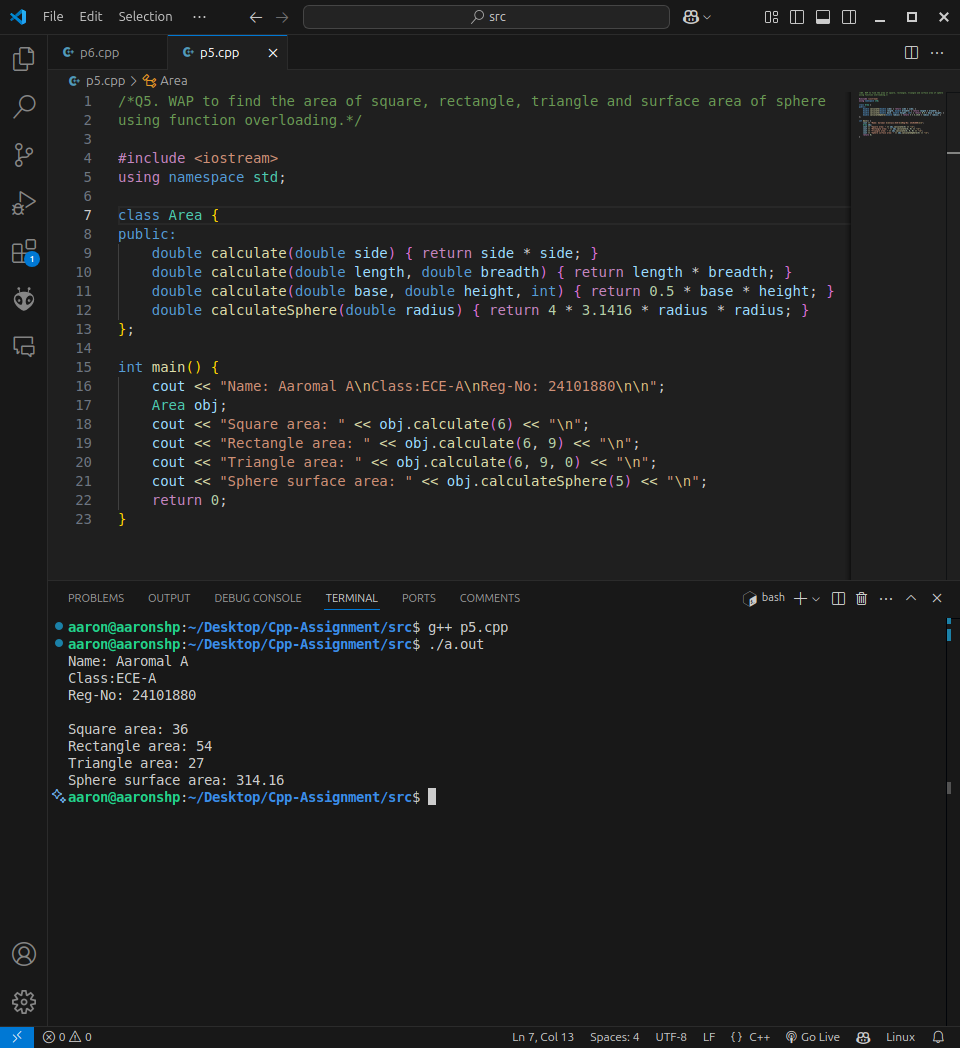 File Edit Selection ··· src
p6.cpp p5.cpp
p5.cpp > Area
1 /*Q5. WAP to find the area of square, rectangle, triangle and surface area of sphere
2 using function overloading.*/
3
4 #include <iostream>
5 using namespace std;
6
7 class Area {
8 public:
9 double calculate(double side) { return side * side; }
10 double calculate(double length, double breadth) { return length * breadth; }
11 double calculate(double base, double height, int) { return 0.5 * base * height; }
12 double calculateSphere(double radius) { return 4 * 3.1416 * radius * radius; }
13 };
14
15 int main() {
16 cout << "Name: Aaromal A\nClass:ECE-A\nReg-No: 24101880\n\n";
17 Area obj;
18 cout << "Square area: " << obj.calculate(6) << "\n";
19 cout << "Rectangle area: " << obj.calculate(6, 9) << "\n";
20 cout << "Triangle area: " << obj.calculate(6, 9, 0) << "\n";
21 cout << "Sphere surface area: " << obj.calculateSphere(5) << "\n";
22 return 0;
23 }
1
PROBLEMS OUTPUT DEBUG CONSOLE TERMINAL PORTS COMMENTS bash
aaron@aaronshp:~/Desktop/Cpp-Assignment/src$ g++ p5.cpp
aaron@aaronshp:~/Desktop/Cpp-Assignment/src$ ./a.out
Name: Aaromal A
Class:ECE-A
Reg-No: 24101880

Square area: 36
Rectangle area: 54
Triangle area: 27
Sphere surface area: 314.16
aaron@aaronshp:~/Desktop/Cpp-Assignment/src$
0 0 Ln 7, Col 13 Spaces: 4 UTF-8 LF {} C++ Go Live Linux